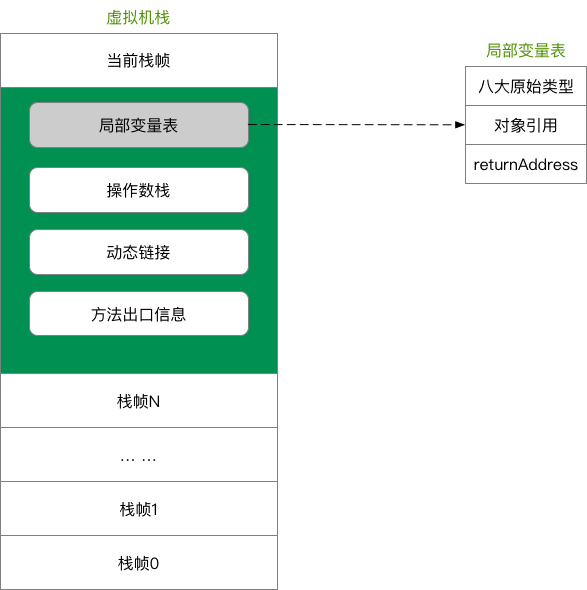 虚拟机栈
当前栈帧
局部变量表
操作数栈
动态链接
方法出口信息
栈帧N
... ...
栈帧1
栈帧0
局部变量表
八大原始类型
对象引用
returnAddress